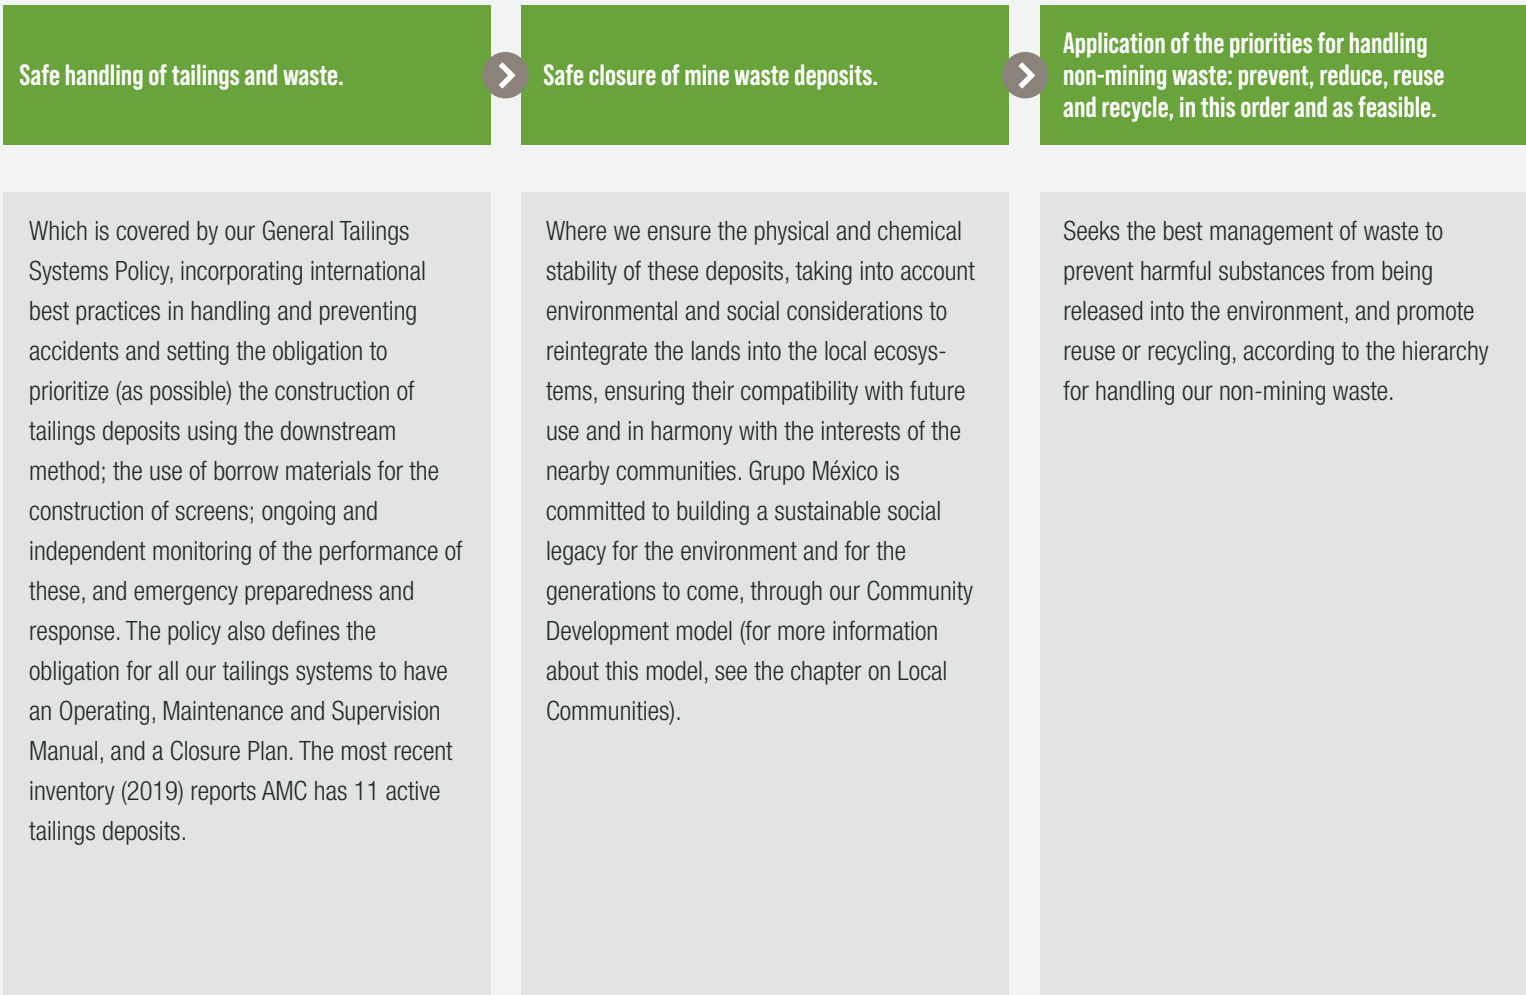 Safe handling of tailings and waste.
Safe closure of mine waste deposits.
Application of the priorities for handling
non-mining waste: prevent, reduce, reuse
and recycle, in this order and as feasible.
Which is covered by our General Tailings
Systems Policy, incorporating international
best practices in handling and preventing
accidents and setting the obligation to
prioritize (as possible) the construction of
tailings deposits using the downstream
method; the use of borrow materials for the
construction of screens; ongoing and
independent monitoring of the performance of
these, and emergency preparedness and
response. The policy also defines the
obligation for all our tailings systems to have
an Operating, Maintenance and Supervision
Manual, and a Closure Plan. The most recent
inventory (2019) reports AMC has 11 active
tailings deposits.
Where we ensure the physical and chemical
stability of these deposits, taking into account
environmental and social considerations to
reintegrate the lands into the local ecosys-
tems, ensuring their compatibility with future
use and in harmony with the interests of the
nearby communities. Grupo México is
committed to building a sustainable social
legacy for the environment and for the
generations to come, through our Community
Development model (for more information
about this model, see the chapter on Local
Communities).
Seeks the best management of waste to
prevent harmful substances from being
released into the environment, and promote
reuse or recycling, according to the hierarchy
for handling our non-mining waste.